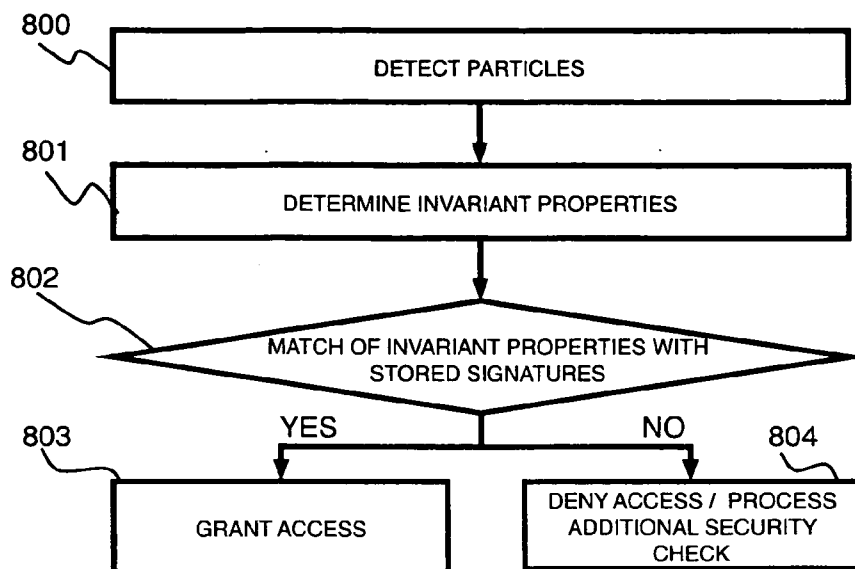 800
DETECT PARTICLES
801
DETERMINE INVARIANT PROPERTIES
802
MATCH OF INVARIANT PROPERTIES WITH
STORED SIGNATURES
YES
NO
803
804
GRANT ACCESS
DENY ACCESS / PROCESS
ADDITIONAL SECURITY
CHECK